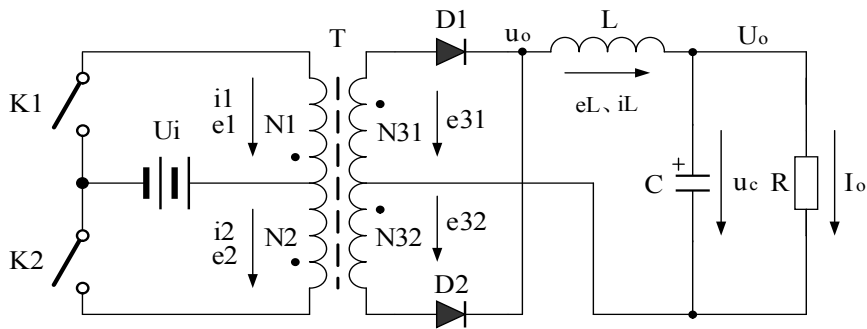 D1
T
uo
L
Uo
eL、iL
K1
i1
e1
N1
Ui
N31
e31
+
C
uc
R
Io
i2
e2
N2
N32
e32
K2
D2